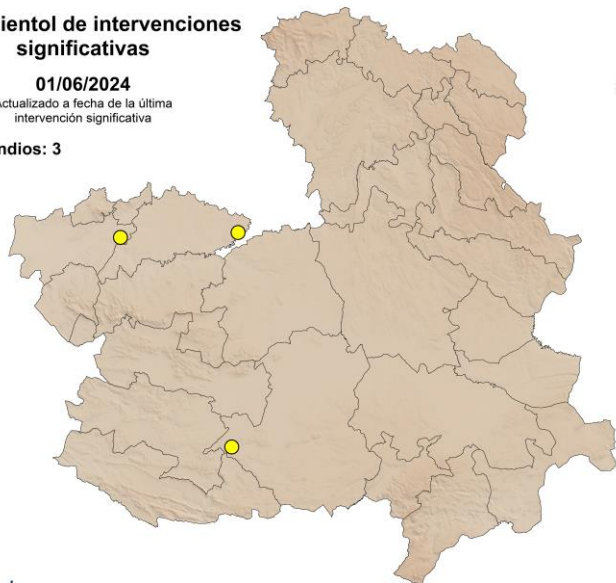 ientol de intervenciones
significativas
01/06/2024
Actualizado a fecha de la última
intervención significativa
ndios: 3